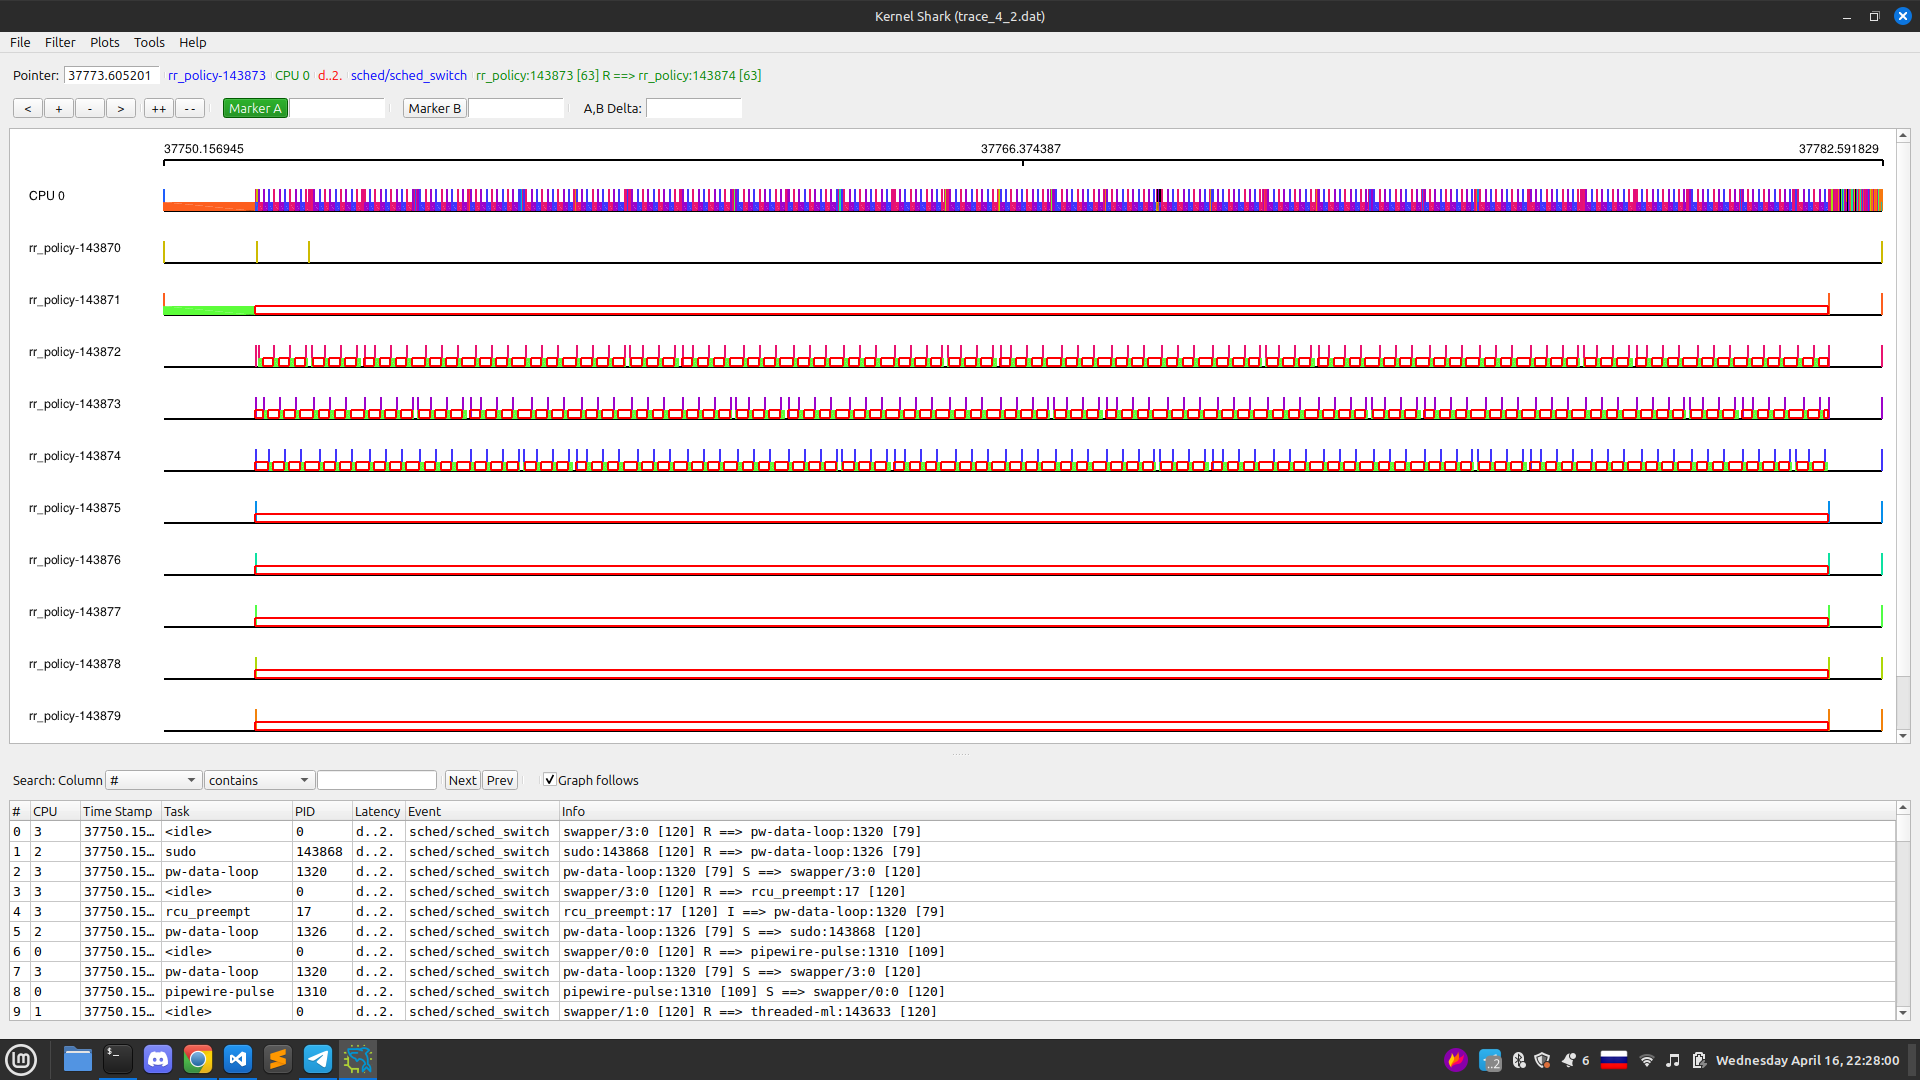 Kernel Shark (trace_4_2.dat)
File Filter Plots Tools Help
Pointer: 37773.605201 rr_policy-143873 CPU 0 d..2. sched/sched_switch rr_policy:143873 [63] R ==> rr_policy:143874 [63]
< + - > ++ -- Marker A Marker B A,B Delta:
37750.156945 37766.374387 37782.591829
CPU 0
rr_policy-143870
rr_policy-143871
rr_policy-143872
rr_policy-143873
rr_policy-143874
rr_policy-143875
rr_policy-143876
rr_policy-143877
rr_policy-143878
rr_policy-143879
Search: Column # contains Next Prev Graph follows
# CPU Time Stamp Task PID Latency Event Info
0 3 37750.15... <idle> 0 d..2. sched/sched_switch swapper/3:0 [120] R ==> pw-data-loop:1320 [79]
1 2 37750.15... sudo 143868 d..2. sched/sched_switch sudo:143868 [120] R ==> pw-data-loop:1326 [79]
2 3 37750.15... pw-data-loop 1320 d..2. sched/sched_switch pw-data-loop:1320 [79] S ==> swapper/3:0 [120]
3 3 37750.15... <idle> 0 d..2. sched/sched_switch swapper/3:0 [120] R ==> rcu_preempt:17 [120]
4 3 37750.15... rcu_preempt 17 d..2. sched/sched_switch rcu_preempt:17 [120] I ==> pw-data-loop:1320 [79]
5 2 37750.15... pw-data-loop 1326 d..2. sched/sched_switch pw-data-loop:1326 [79] S ==> sudo:143868 [120]
6 0 37750.15... <idle> 0 d..2. sched/sched_switch swapper/0:0 [120] R ==> pipewire-pulse:1310 [109]
7 3 37750.15... pw-data-loop 1320 d..2. sched/sched_switch pw-data-loop:1320 [79] S ==> swapper/3:0 [120]
8 0 37750.15... pipewire-pulse 1310 d..2. sched/sched_switch pipewire-pulse:1310 [109] S ==> swapper/0:0 [120]
9 1 37750.15... <idle> 0 d..2. sched/sched_switch swapper/1:0 [120] R ==> threaded-ml:143633 [120]
6 Wednesday April 16, 22:28:00